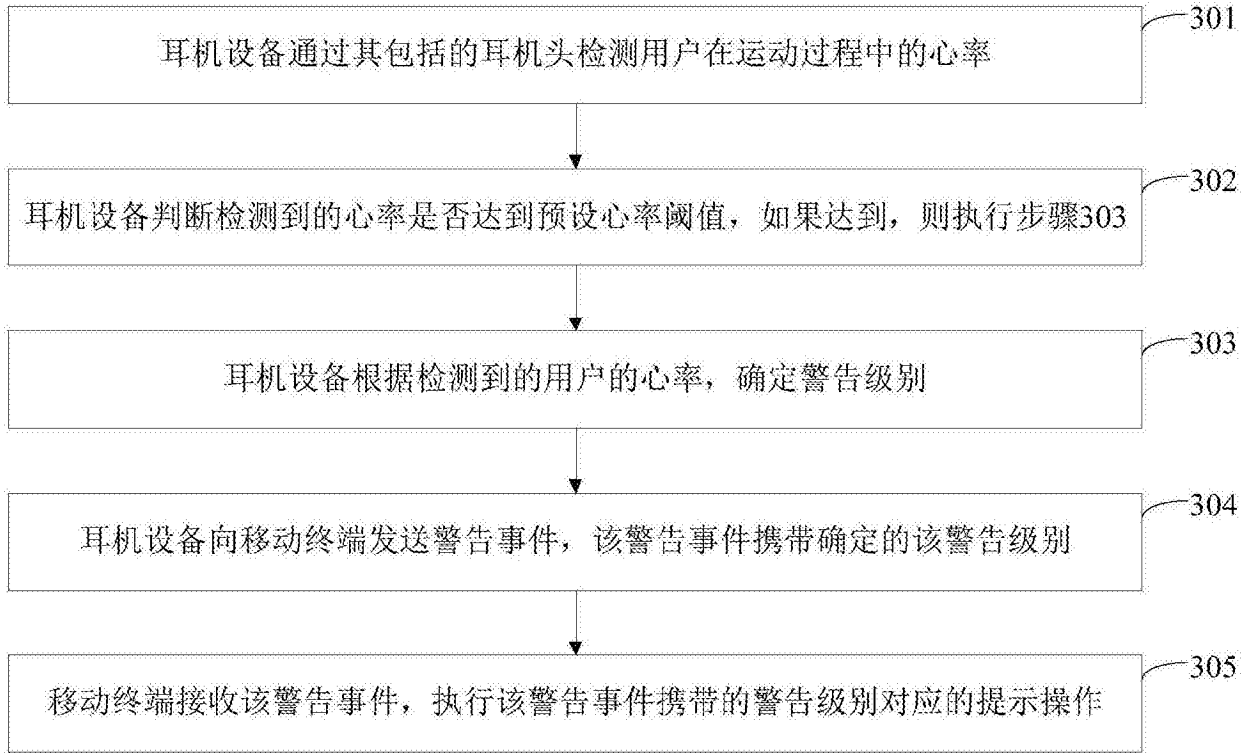 301
耳机设备通过其包括的耳机头检测用户在运动过程中的心率
302
耳机设备判断检测到的心率是否达到预设心率阈值，如果达到，则执行步骤303
303
耳机设备根据检测到的用户的心率，确定警告级别
304
耳机设备向移动终端发送警告事件，该警告事件携带确定的该警告级别
305
移动终端接收该警告事件，执行该警告事件携带的警告级别对应的提示操作